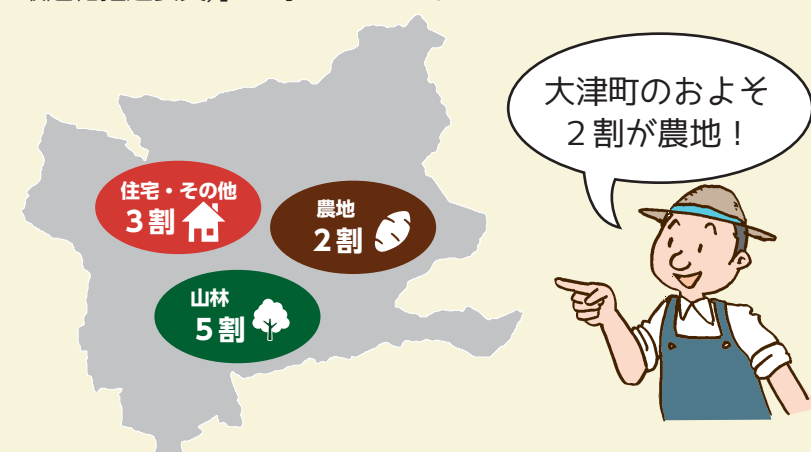 大津町のおよそ
２割が農地！
住宅・その他
３割
農地
２割
山林
５割